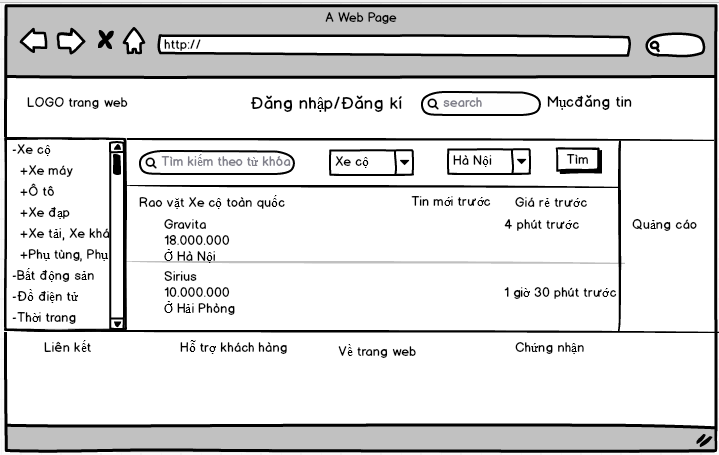 A Web Page
http://
LOGO trang web
Đăng nhập/Đăng kí
search
Mụcđăng tin
-Xe cộ
+Xe máy
+Ô tô
+Xe đạp
+Xe tải, Xe khá
+Phụ tùng, Phụ
-Bất động sản
-Đồ điện tử
-Thời trang
Tìm kiếm theo từ khóa
Xe cộ
Hà Nội
Tìm
Rao vặt Xe cộ toàn quốc
Tin mới trước
Giá rẻ trước
Gravita
4 phút trước
18.000.000
Ở Hà Nội
Sirius
10.000.000
1 giờ 30 phút trước
Ở Hải Phòng
Quảng cáo
Liên kết
Hỗ trợ khách hàng
Về trang web
Chứng nhận